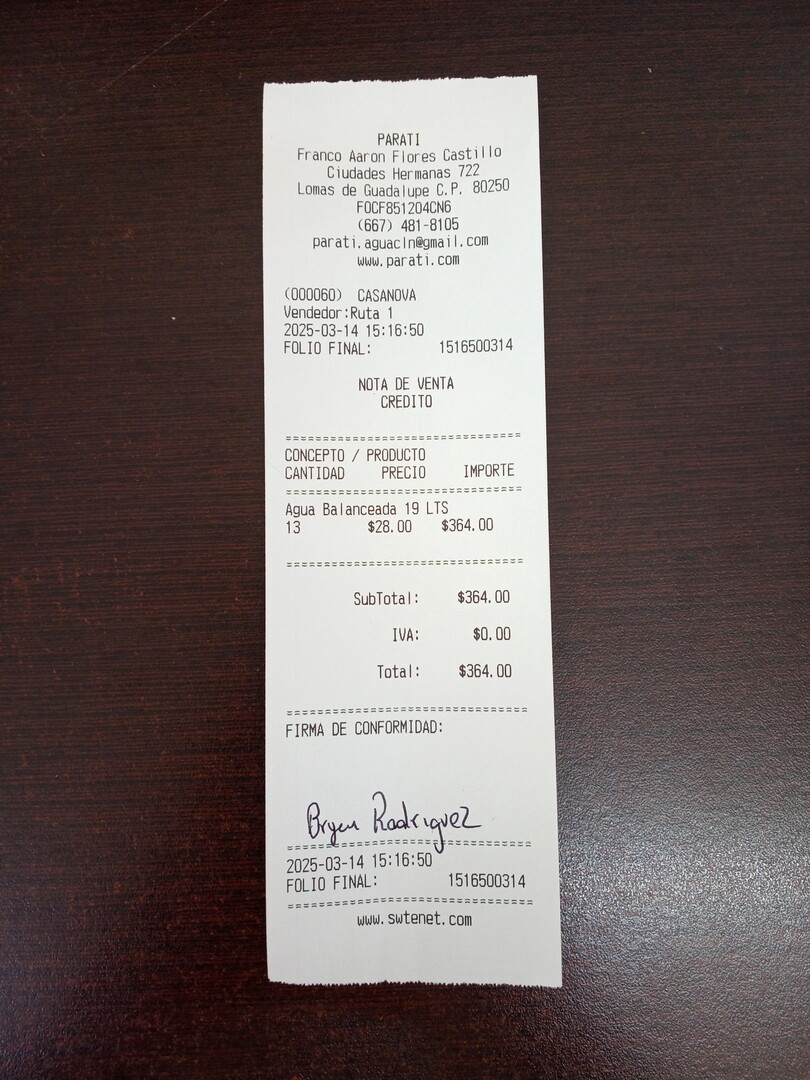 PARATI
Franco Aaron Flores Castillo
Ciudades Hermanas 722
Lomas de Guadalupe C.P. 80250
FOCF851204CN6
(667) 481-8105
parati.aguacln@gmail.com
www.parati.com
(000060) CASANOVA
Vendedor:Ruta 1
2025-03-14 15:16:50
FOLIO FINAL: 1516500314
NOTA DE VENTA
CREDITO
==============================
CONCEPTO / PRODUCTO
CANTIDAD PRECIO IMPORTE
==============================
Agua Balanceada 19 LTS
13 $28.00 $364.00
==============================
SubTotal: $364.00
IVA: $0.00
Total: $364.00
==============================
FIRMA DE CONFORMIDAD:
Bryen Rodriguez
==============================
2025-03-14 15:16:50
FOLIO FINAL: 1516500314
==============================
www.swtenet.com